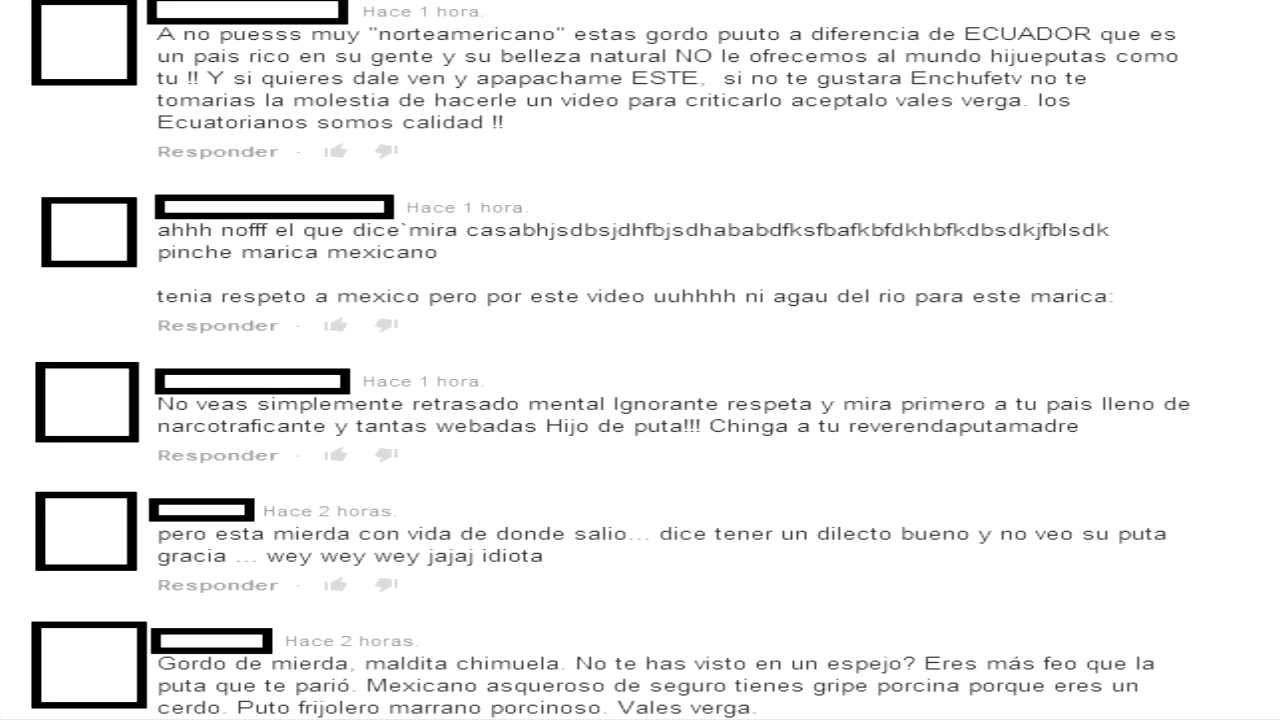 Hace 1 hora.
A no puesss muy "norteamericano" estas gordo puuto a diferencia de ECUADOR que es
un pais rico en su gente y su belleza natural NO le ofrecemos al mundo hijueputas como
tu !! Y si quieres dale ven y apapachame ESTE, si no te gustara Enchufetv no te
tomarias la molestia de hacerle un video para criticarlo aceptalo vales verga. los
Ecuatorianos somos calidad !!
Responder -
Hace 1 hora.
ahhh nofff el que dice`mira casabhjsdbsjdhfbjsdhababdfksfbafkbfdkhbfkdbsdkjfblsdk
pinche marica mexicano
tenia respeto a mexico pero por este video uuhhhh ni agau del rio para este marica:
Responder -
Hace 1 hora.
No veas simplemente retrasado mental Ignorante respeta y mira primero a tu pais lleno de
narcotraficante y tantas webadas Hijo de puta!!! Chinga a tu reverendaputamadre
Responder -
Hace 2 horas.
pero esta mierda con vida de donde salio... dice tener un dilecto bueno y no veo su puta
gracia ... wey wey wey jajaj idiota
Responder -
Hace 2 horas.
Gordo de mierda, maldita chimuela. No te has visto en un espejo? Eres más feo que la
puta que te parió. Mexicano asqueroso de seguro tienes gripe porcina porque eres un
cerdo. Puto frijolero marrano porcinoso. Vales verga.